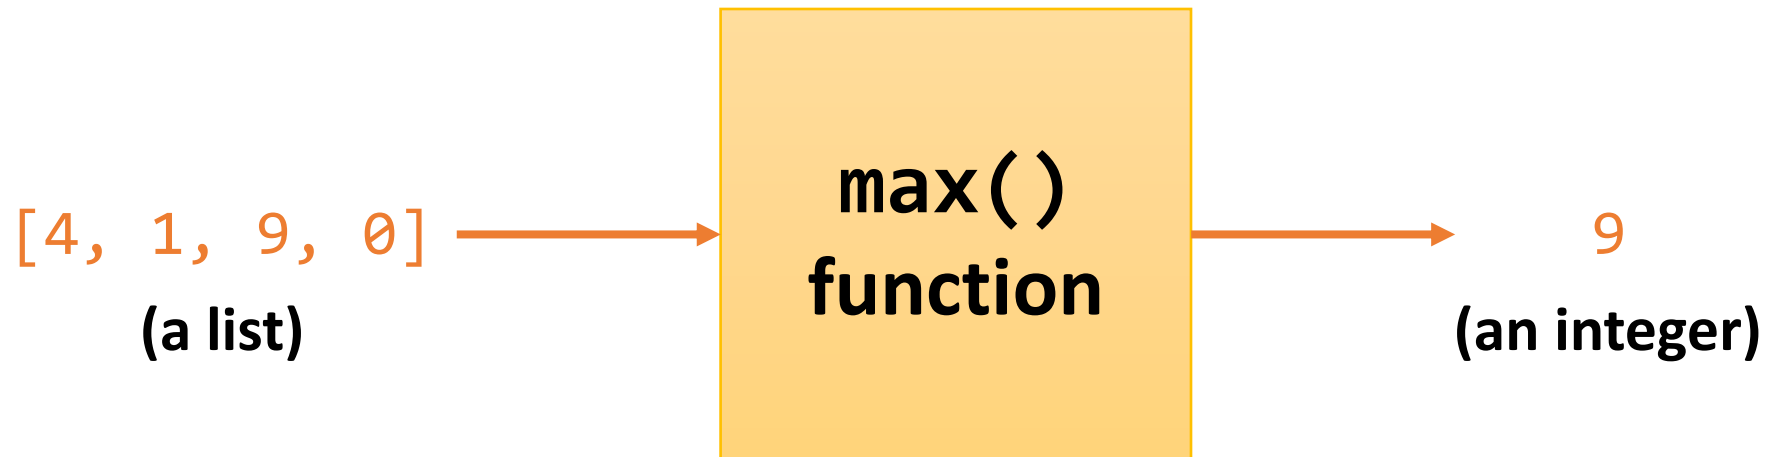 [4, 1, 9, 0]
(a list)
max()
function
9
(an integer)